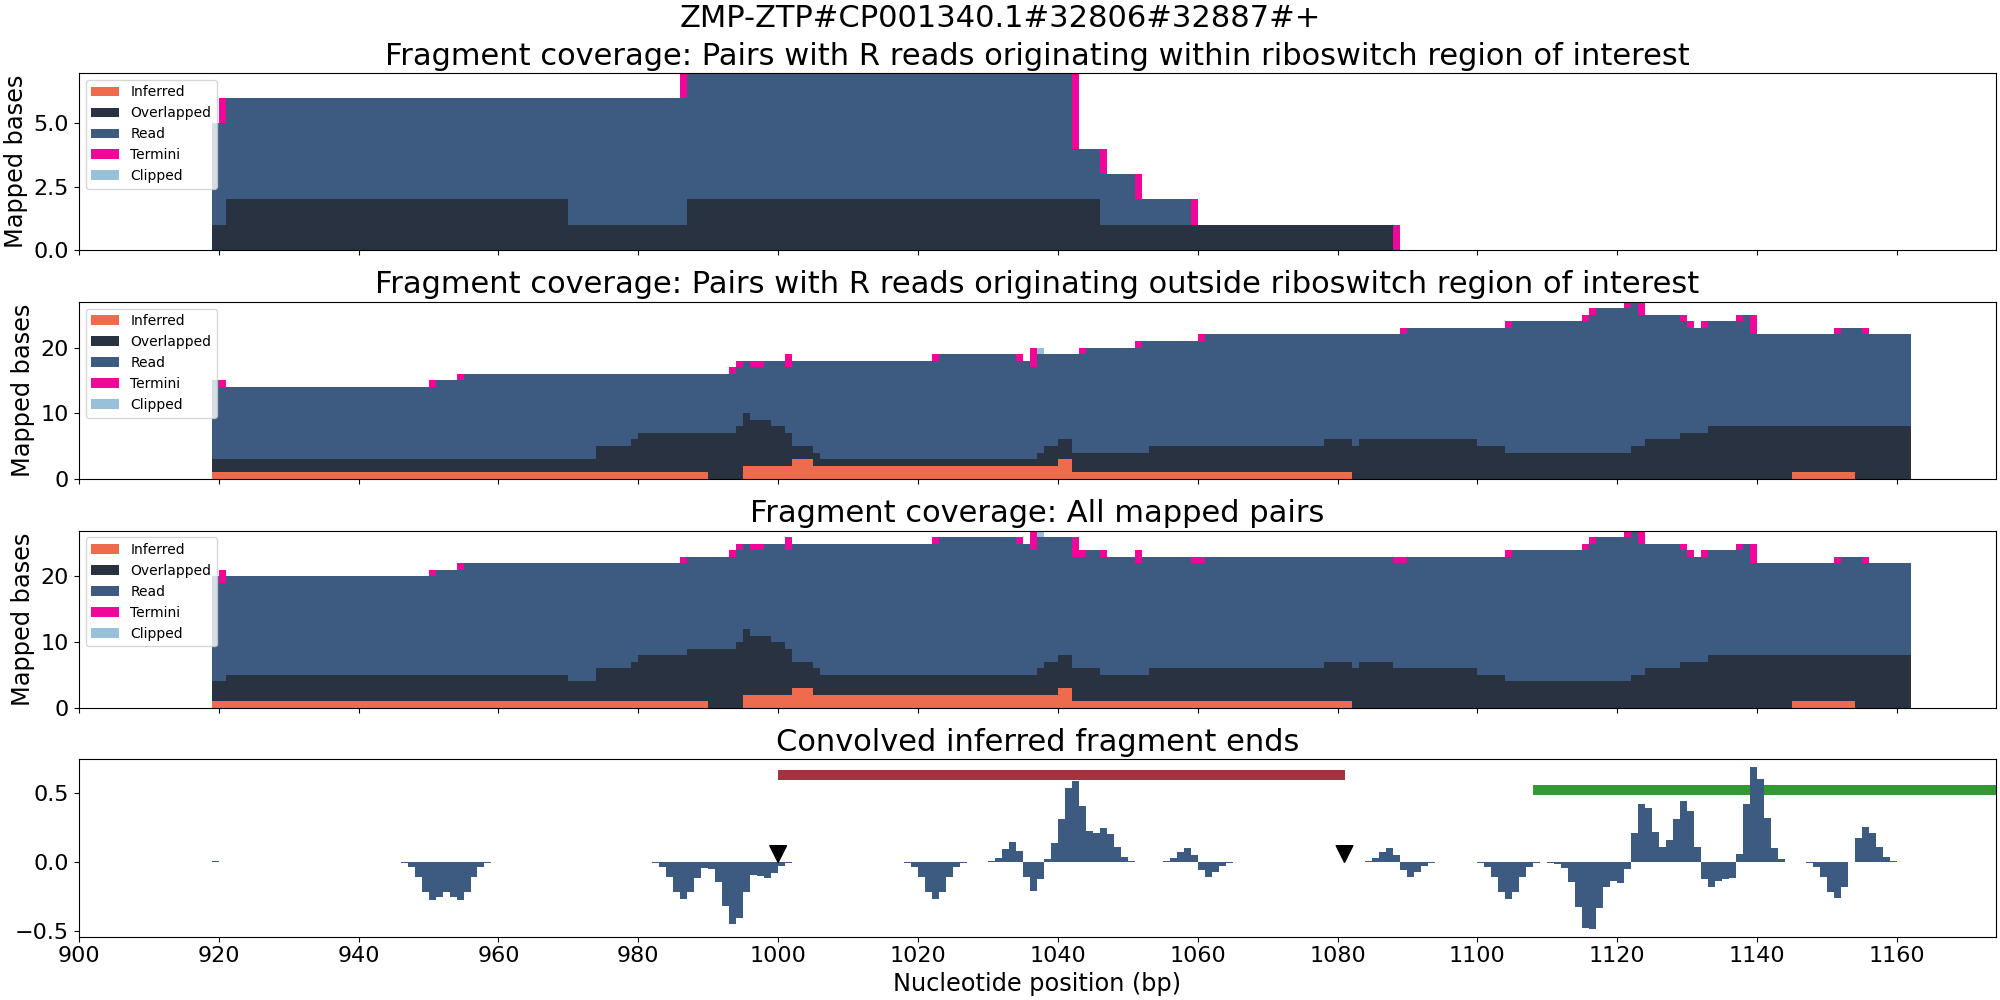 ZMP-ZTP#CP001340.1#32806#32887#+
Fragment coverage: Pairs with R reads originating within riboswitch region of interest
Mapped bases
5.0
2.5
0.0
Inferred
Overlapped
Read
Termini
Clipped
Fragment coverage: Pairs with R reads originating outside riboswitch region of interest
Mapped bases
20
10
0
Inferred
Overlapped
Read
Termini
Clipped
Fragment coverage: All mapped pairs
Mapped bases
20
10
0
Inferred
Overlapped
Read
Termini
Clipped
Convolved inferred fragment ends
0.5
0.0
−0.5
900 920 940 960 980 1000 1020 1040 1060 1080 1100 1120 1140 1160
Nucleotide position (bp)